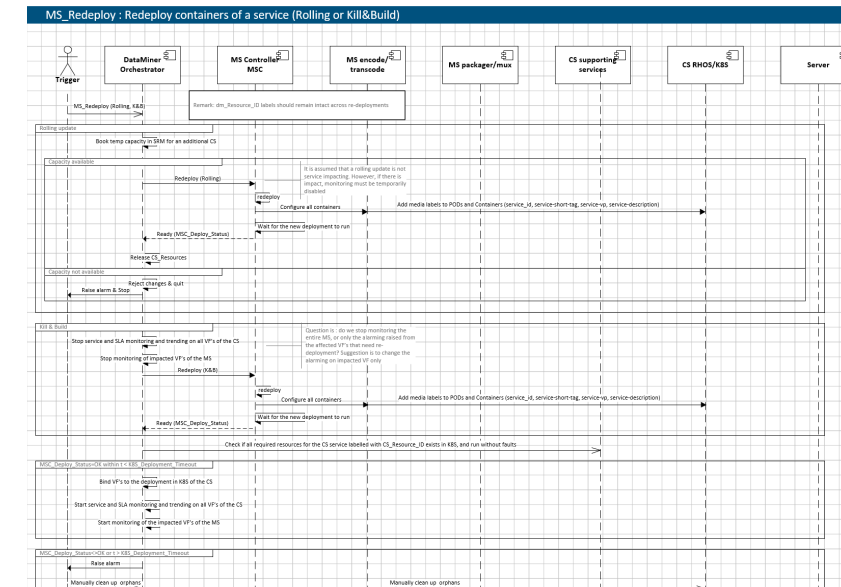 MS_Redeploy : Redeploy containers of a service (Rolling or Kill&Build)
DataMiner
Orchestrator
MS Controller
MSC
MS encode/
transcode
MS packager/mux
CS supporting
services
CS RHOS/K8S
Server
Trigger
MS_Redeploy (Rolling, K&B)
Remark: dm_Resource_ID labels should remain intact across re-deployments
Rolling update
Book temp capacity in SRM for an additional CS
Capacity available
It is assumed that a rolling update is not
service impacting. However, if there is
impact, monitoring must be temporarily
disabled
Redeploy (Rolling)
redeploy
Configure all containers
Add media labels to PODs and Containers (service_id, service-short-tag, service-vp, service-description)
Wait for the new deployment to run
Ready (MSC_Deploy_Status)
Release CS_Resources
Capacity not available
Reject changes & quit
Raise alarm & Stop
Kill & Build
Question is : do we stop monitoring the
entire MS, or only the alarming raised from
the affected VF's that need re-
deployment? Suggestion is to change the
alarming on impacted VF only
Stop service and SLA monitoring and trending on all VF's of the CS
Stop monitoring of impacted VF's of the MS
Redeploy (K&B)
redeploy
Configure all containers
Add media labels to PODs and Containers (service_id, service-short-tag, service-vp, service-description)
Wait for the new deployment to run
Ready (MSC_Deploy_Status)
Check if all required resources for the CS service labelled with CS_Resource_ID exists in K8S, and run without faults
MSC_Deploy_Status=OK within t < K8S_Deployment_Timeout
Bind VF's to the deployment in K8S of the CS
Start service and SLA monitoring and trending on all VF's of the CS
Start monitoring of the impacted VF's of the MS
MSC_Deploy_Status<>OK or t > K8S_Deployment_Timeout
Raise alarm
Manually clean up orphans
Manually clean up orphans